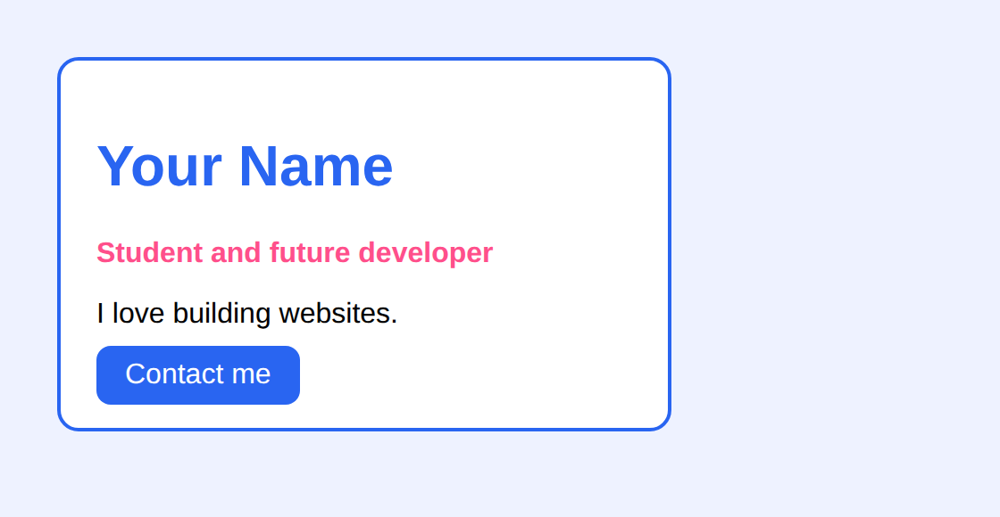 Your Name
Student and future developer
I love building websites.
Contact me